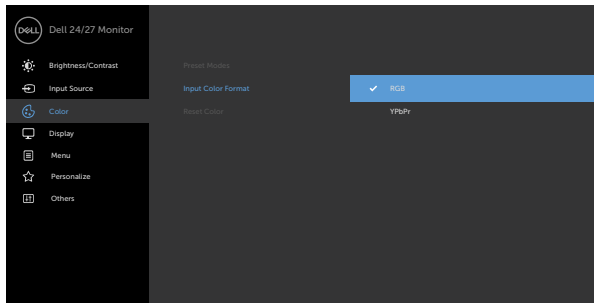 DELL Dell 24/27 Monitor
Brightness/Contrast Preset Modes
Input Source Input Color Format RGB
Color Reset Color YPbPr
Display
Menu
Personalize
Others